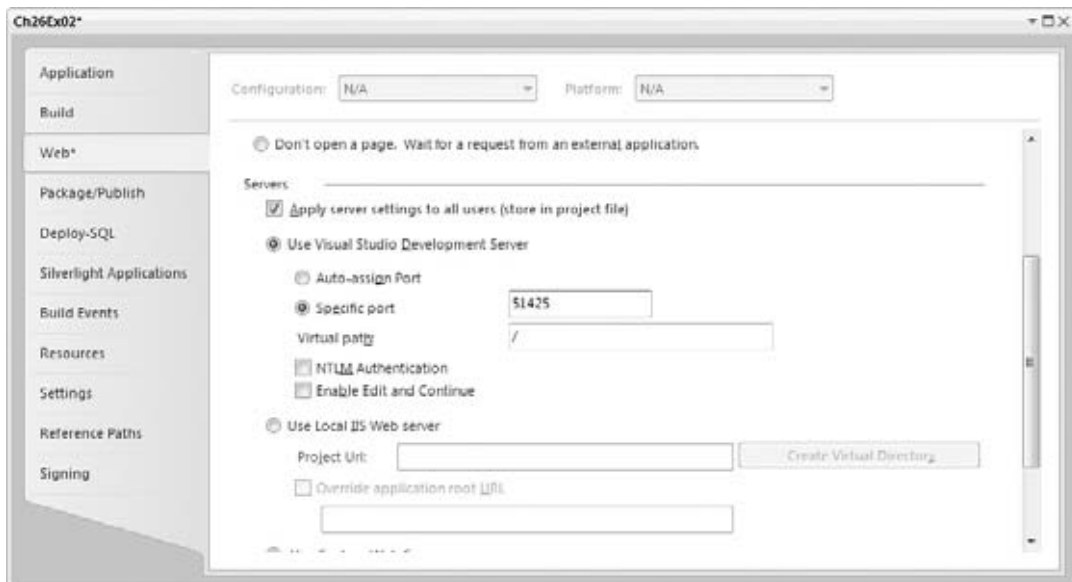 Ch26Ex02*
Application
Build
Web*
Package/Publish
Deploy-SQL
Silverlight Applications
Build Events
Resources
Settings
Reference Paths
Signing
Configuration: N/A Platform: N/A
Don't open a page. Wait for a request from an external application.
Servers
Apply server settings to all users (store in project file)
Use Visual Studio Development Server
Auto-assign Port
Specific port 51425
Virtual path /
NTLM Authentication
Enable Edit and Continue
Use Local IIS Web server
Project Url: Create Virtual Directory
Override application root URL